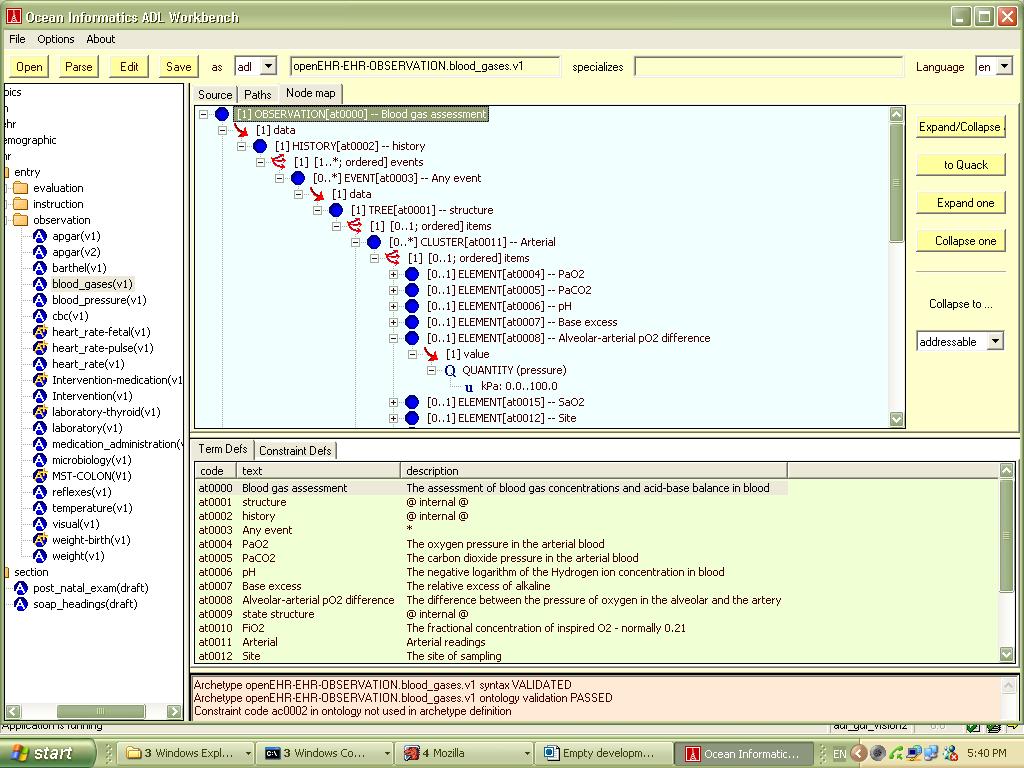 Ocean Informatics ADL Workbench
File Options About
Open Parse Edit Save as adl openEHR-EHR-OBSERVATION.blood_gases.v1 specializes Language en
Source Paths Node map
pics
ehr
emographic
entry
evaluation
instruction
observation
apgar(v1)
apgar(v2)
barthel(v1)
blood_gases(v1)
blood_pressure(v1)
cbc(v1)
heart_rate-fetal(v1)
heart_rate-pulse(v1)
heart_rate(v1)
Intervention-medication(v1
Intervention(v1)
laboratory-thyroid(v1)
laboratory(v1)
medication_administration(v
microbiology(v1)
MST-COLON(V1)
reflexes(v1)
temperature(v1)
visual(v1)
weight-birth(v1)
weight(v1)
section
post_natal_exam(draft)
soap_headings(draft)
[1] OBSERVATION[at0000] -- Blood gas assessment
[1] data
[1] HISTORY[at0002] -- history
[1] [1..*; ordered] events
[0..*] EVENT[at0003] -- Any event
[1] data
[1] TREE[at0001] -- structure
[1] [0..1; ordered] items
[0..*] CLUSTER[at0011] -- Arterial
[1] [0..1; ordered] items
[0..1] ELEMENT[at0004] -- PaO2
[0..1] ELEMENT[at0005] -- PaCO2
[0..1] ELEMENT[at0006] -- pH
[0..1] ELEMENT[at0007] -- Base excess
[0..1] ELEMENT[at0008] -- Alveolar-arterial pO2 difference
[1] value
Q QUANTITY (pressure)
u kPa: 0.0..100.0
[0..1] ELEMENT[at0015] -- SaO2
[0..1] ELEMENT[at0012] -- Site
Expand/Collapse
to Quack
Expand one
Collapse one
Collapse to ...
addressable
Term Defs Constraint Defs
code text description
at0000 Blood gas assessment The assessment of blood gas concentrations and acid-base balance in blood
at0001 structure @ internal @
at0002 history @ internal @
at0003 Any event *
at0004 PaO2 The oxygen pressure in the arterial blood
at0005 PaCO2 The carbon dioxide pressure in the arterial blood
at0006 pH The negative logarithm of the Hydrogen ion concentration in blood
at0007 Base excess The relative excess of alkaline
at0008 Alveolar-arterial pO2 difference The difference between the pressure of oxygen in the alveolar and the artery
at0009 state structure @ internal @
at0010 FiO2 The fractional concentration of inspired O2 - normally 0.21
at0011 Arterial Arterial readings
at0012 Site The site of sampling
Archetype openEHR-EHR-OBSERVATION.blood_gases.v1 syntax VALIDATED
Archetype openEHR-EHR-OBSERVATION.blood_gases.v1 ontology validation PASSED
Constraint code ac0002 in ontology not used in archetype definition
Application is running adl_gui_vision2 0.6
start 3 Windows Expl... 3 Windows Co... 4 Mozilla Empty developm... Ocean Informatic... EN 5:40 PM